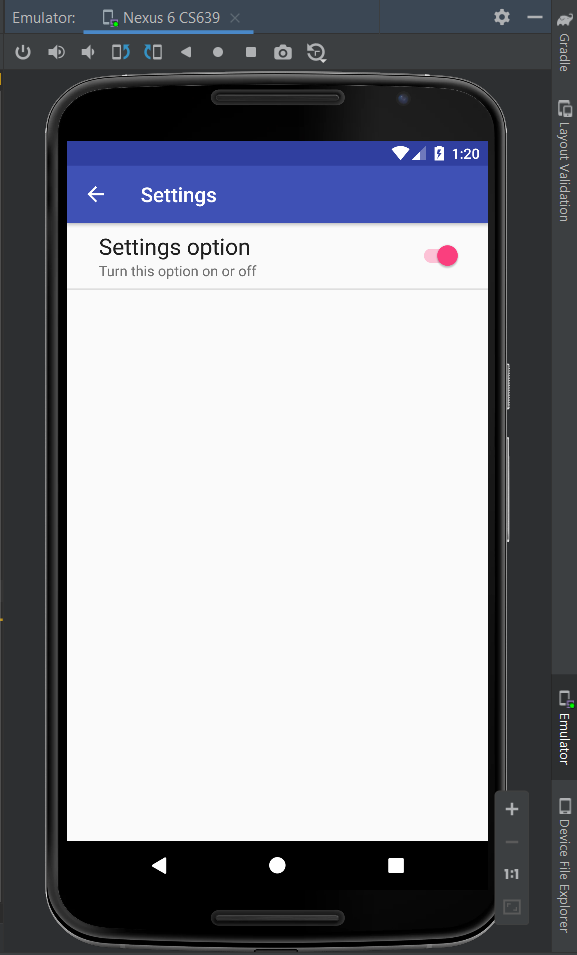 Emulator:
Nexus 6 CS639
Gradle
Layout Validation
1:20
Settings
Settings option
Turn this option on or off
Emulator
Device File Explorer
1:1